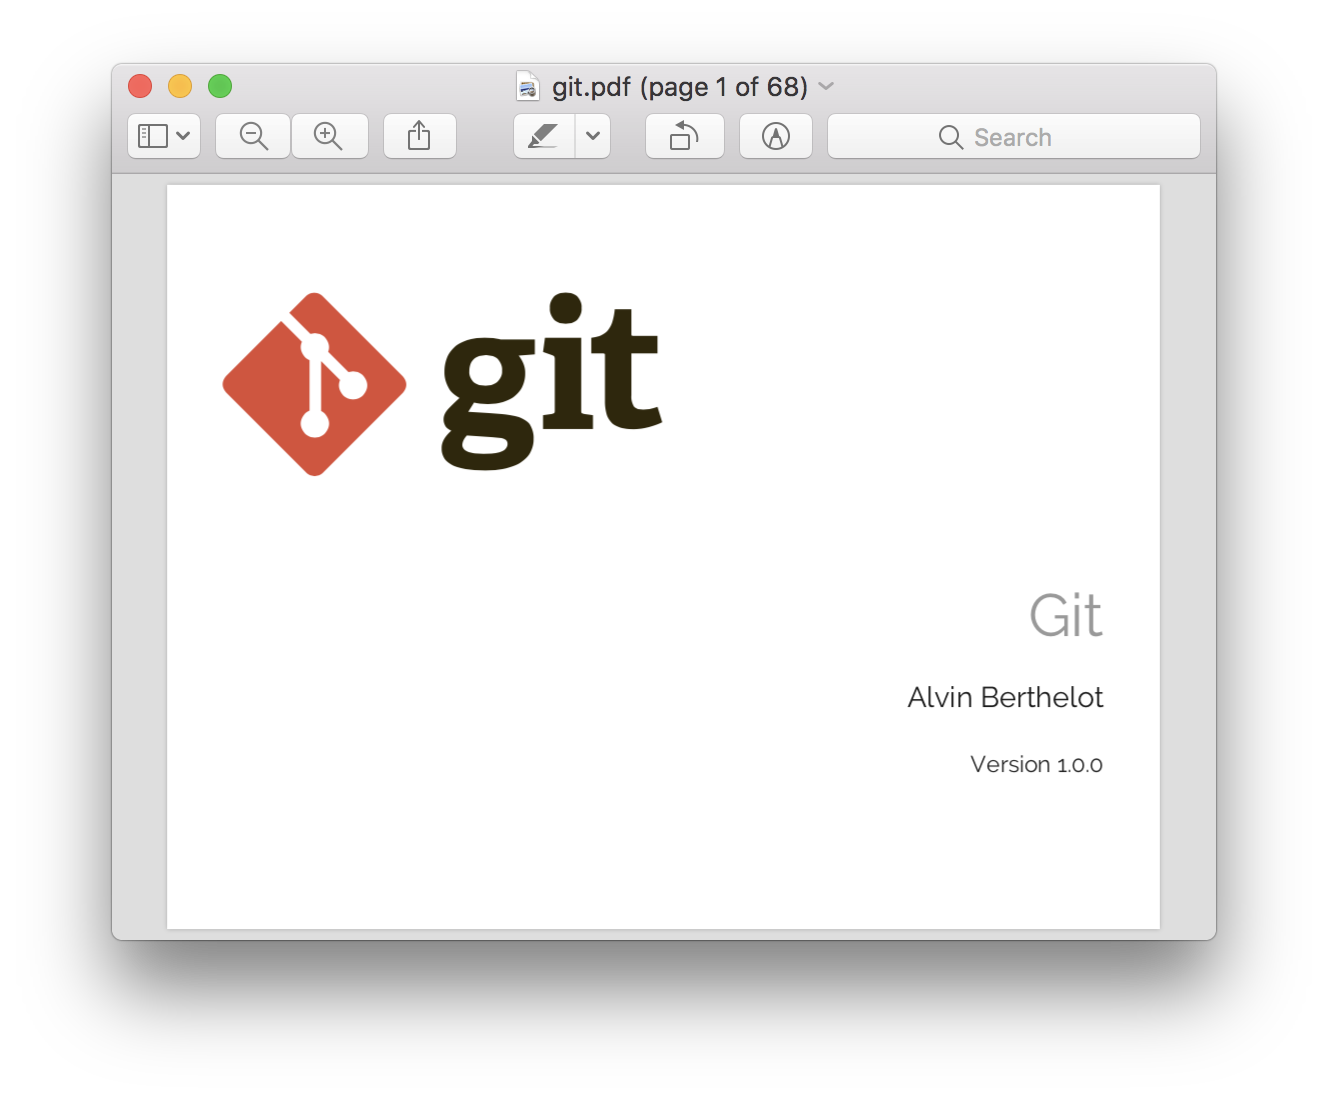 git.pdf (page 1 of 68)
Search
git
Git
Alvin Berthelot
Version 1.0.0